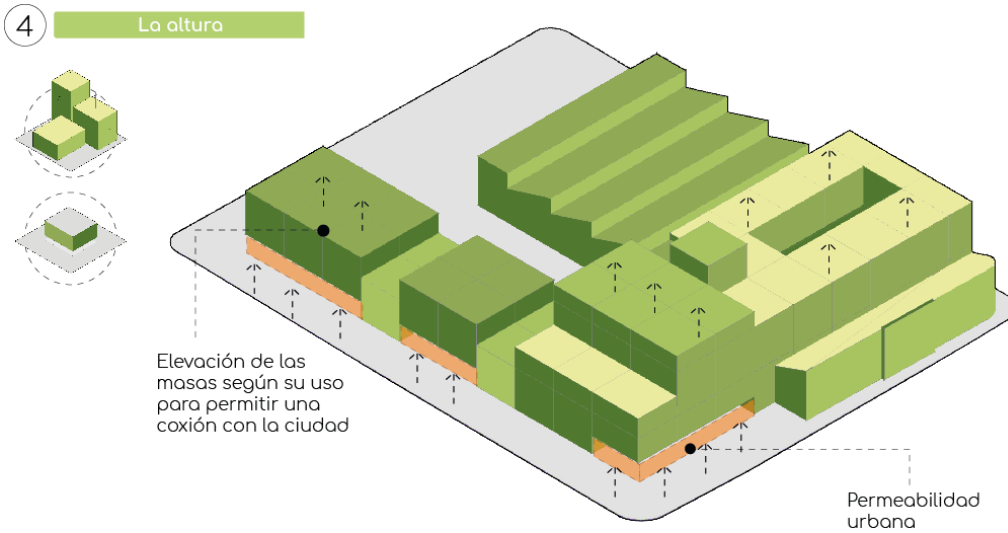 4
La altura
Elevación de las
masas según su uso
para permitir una
coxión con la ciudad
Permeabilidad
urbana